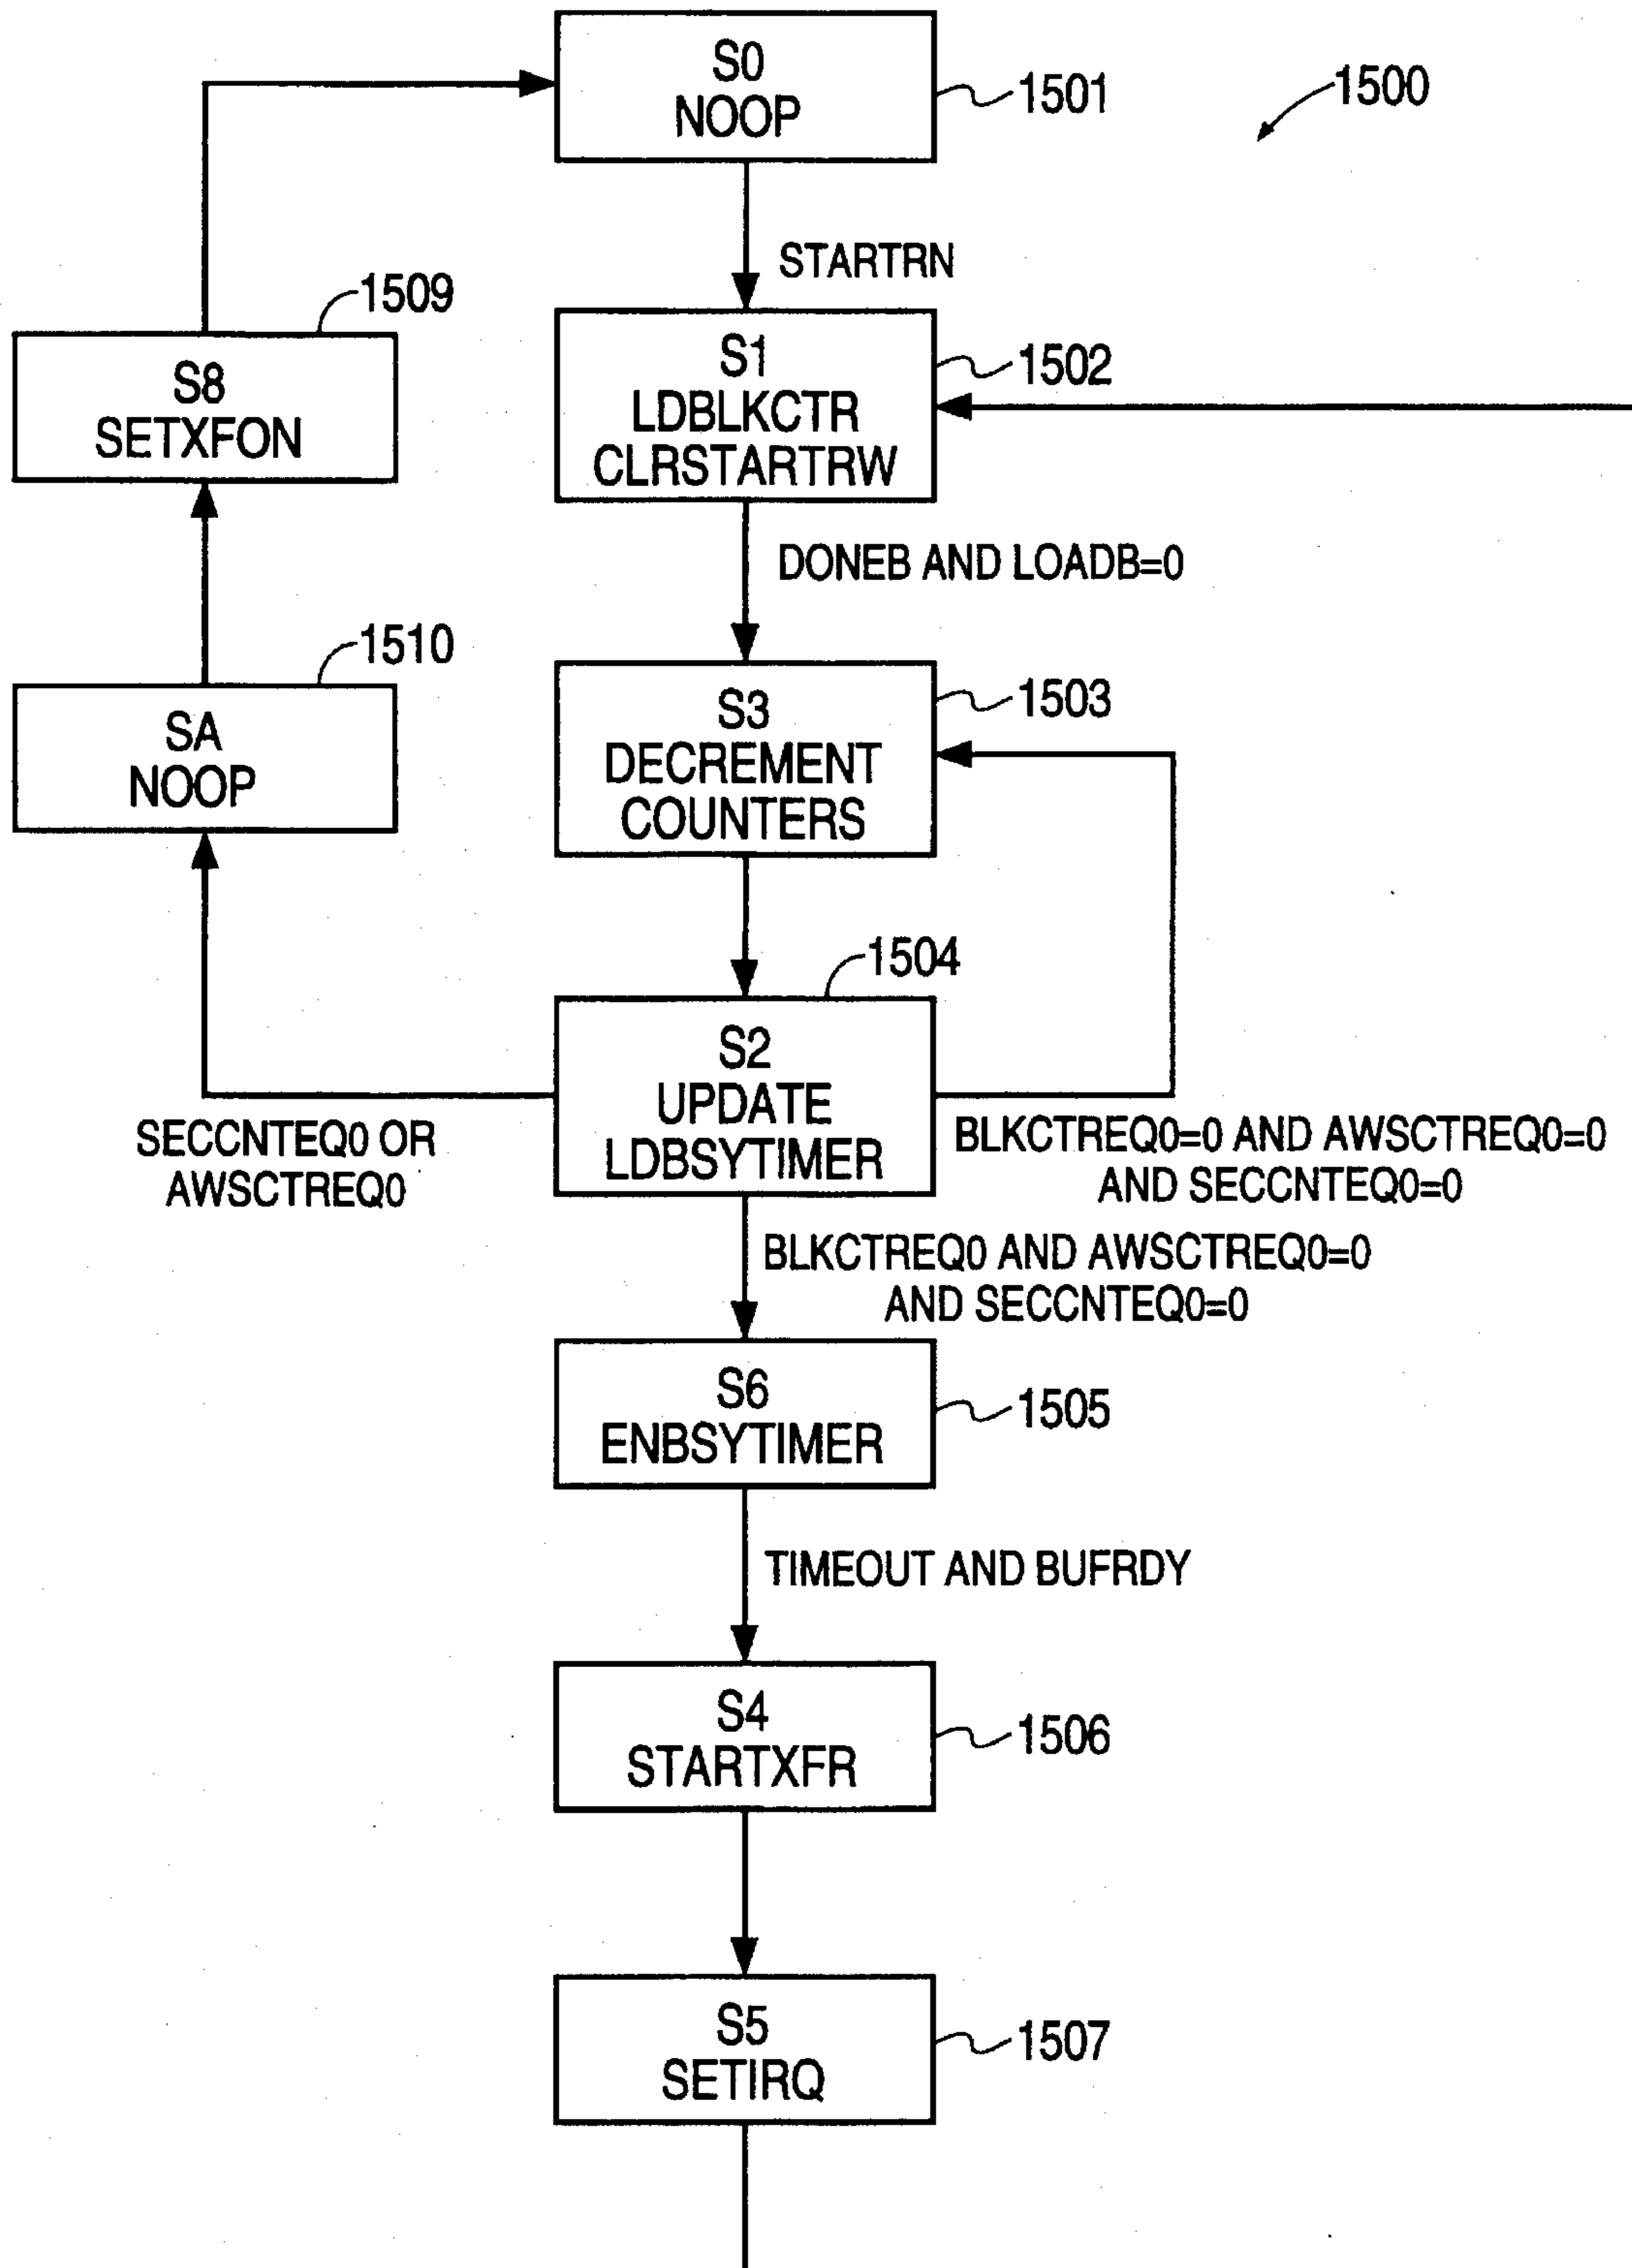 S0
NOOP
1501
1500
STARTRN
1509
S8
SETXFON
S1
LDBLKCTR
CLRSTARTRW
1502
DONEB AND LOADB=0
1510
SA
NOOP
S3
DECREMENT
COUNTERS
1503
1504
S2
UPDATE
LDBSYTIMER
SECCNTEQ0 OR
AWSCTREQ0
BLKCTREQ0=0 AND AWSCTREQ0=0
AND SECCNTEQ0=0
BLKCTREQ0 AND AWSCTREQ0=0
AND SECCNTEQ0=0
S6
ENBSYTIMER
1505
TIMEOUT AND BUFRDY
S4
STARTXFR
1506
S5
SETIRQ
1507